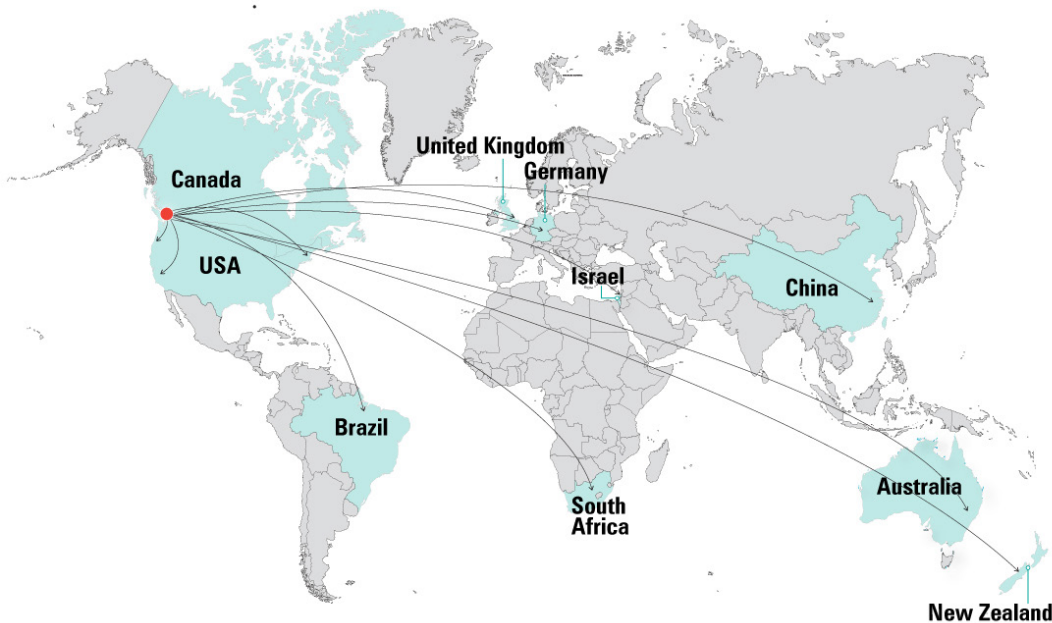 United Kingdom
Germany
Canada
USA
Israel
China
Brazil
Australia
South
Africa
New Zealand